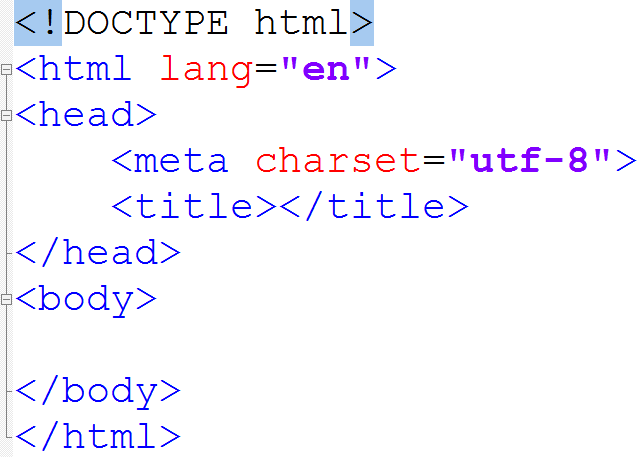 <!DOCTYPE html>
<html lang="en">
<head>
    <meta charset="utf-8">
    <title></title>
</head>
<body>

</body>
</html>